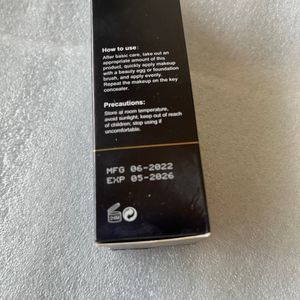 How to use:
After basic care, take out an
appropriate amount of this
product, quickly apply makeup
with a beauty egg or foundation
brush, and apply evenly.
Repeat the makeup on the key
concealer.
Precautions:
Store at room temperature,
avoid sunlight; keep out of reach
of children; stop using if
uncomfortable.
MFG 06-2022
EXP 05-2026
24M